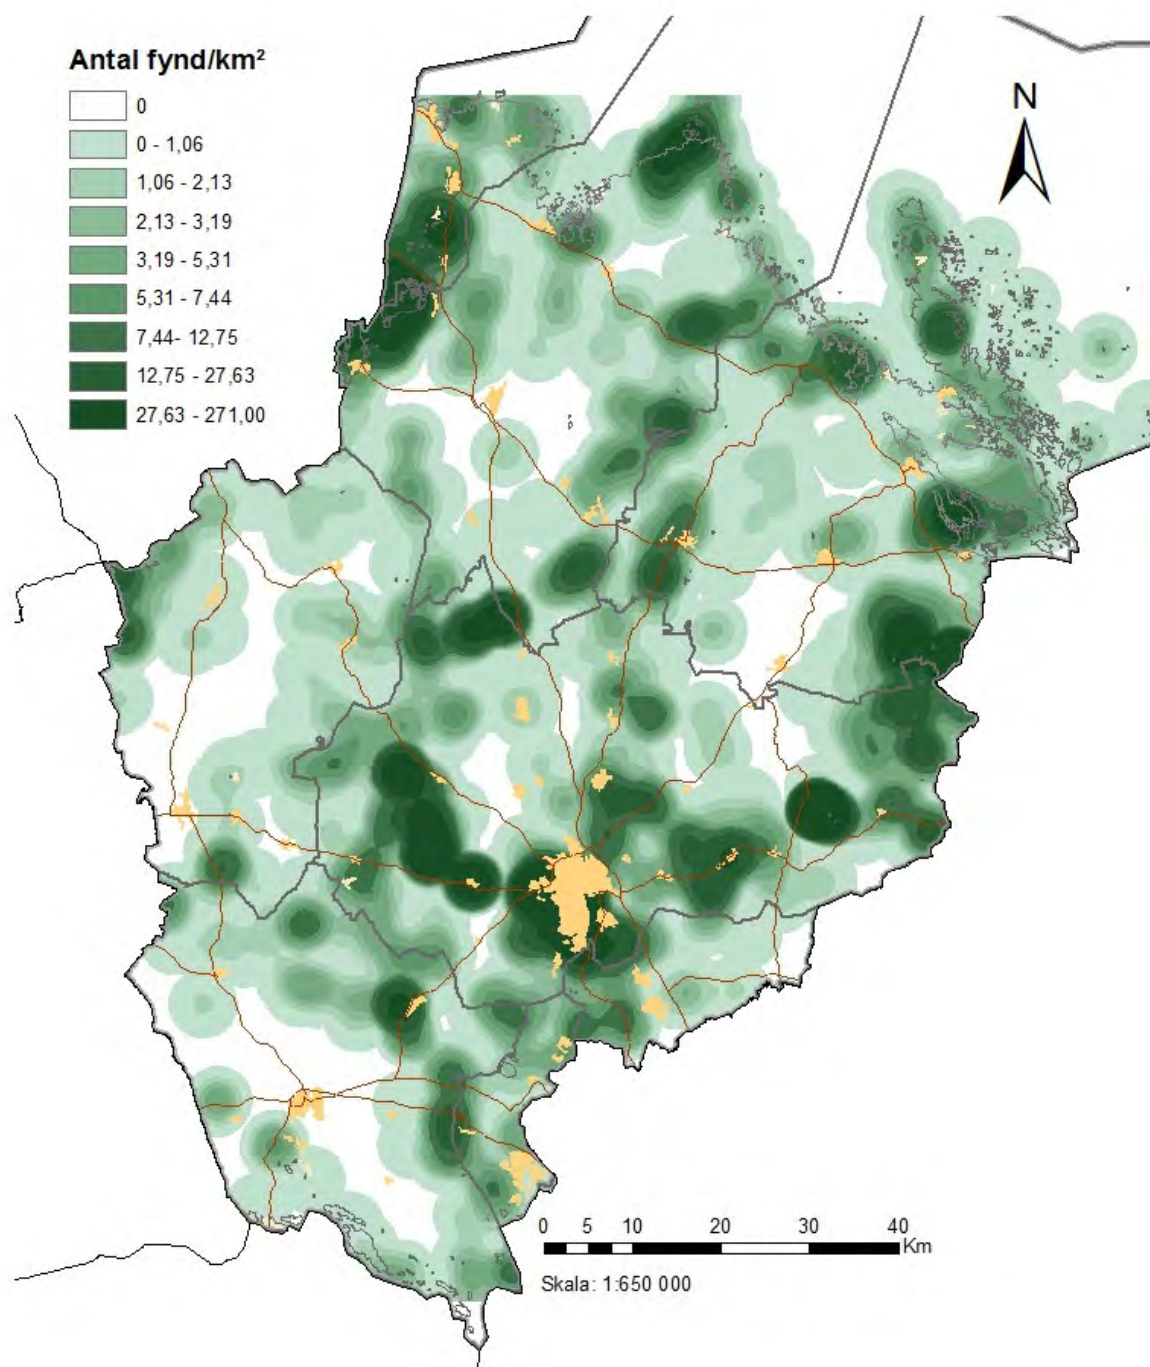 Antal fynd/km²
0
0 - 1,06
1,06 - 2,13
2,13 - 3,19
3,19 - 5,31
5,31 - 7,44
7,44- 12,75
12,75 - 27,63
27,63 - 271,00
N
0 5 10 20 30 40
Km
Skala: 1:650 000